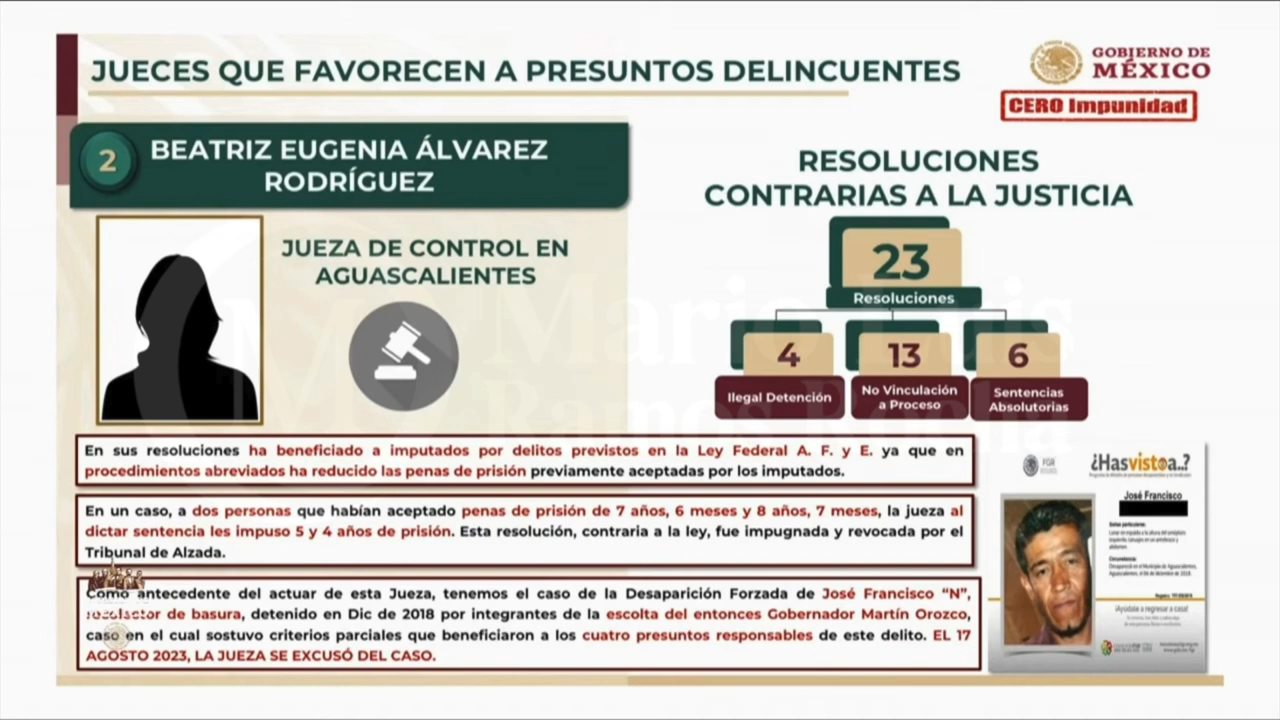 JUECES QUE FAVORECEN A PRESUNTOS DELINCUENTES
GOBIERNO DE
MÉXICO
CERO Impunidad
2
BEATRIZ EUGENIA ÁLVAREZ
RODRÍGUEZ
JUEZA DE CONTROL EN
AGUASCALIENTES
RESOLUCIONES
CONTRARIAS A LA JUSTICIA
23
Resoluciones
4
Ilegal Detención
13
No Vinculación
a Proceso
6
Sentencias
Absolutorias
Mario Luis
Ramos Rocha
En sus resoluciones ha beneficiado a imputados por delitos previstos en la Ley Federal A. F. y E. ya que en
procedimientos abreviados ha reducido las penas de prisión previamente aceptadas por los imputados.
En un caso, a dos personas que habían aceptado penas de prisión de 7 años, 6 meses y 8 años, 7 meses, la jueza al
dictar sentencia les impuso 5 y 4 años de prisión. Esta resolución, contraria a la ley, fue impugnada y revocada por el
Tribunal de Alzada.
Como antecedente del actuar de esta Jueza, tenemos el caso de la Desaparición Forzada de José Francisco “N”,
recolector de basura, detenido en Dic de 2018 por integrantes de la escolta del entonces Gobernador Martín Orozco,
caso en el cual sostuvo criterios parciales que beneficiaron a los cuatro presuntos responsables de este delito. EL 17
AGOSTO 2023, LA JUEZA SE EXCUSÓ DEL CASO.
FGR
¿Hasvistoa..?
José Francisco
¡Ayúdale a regresar a casa!